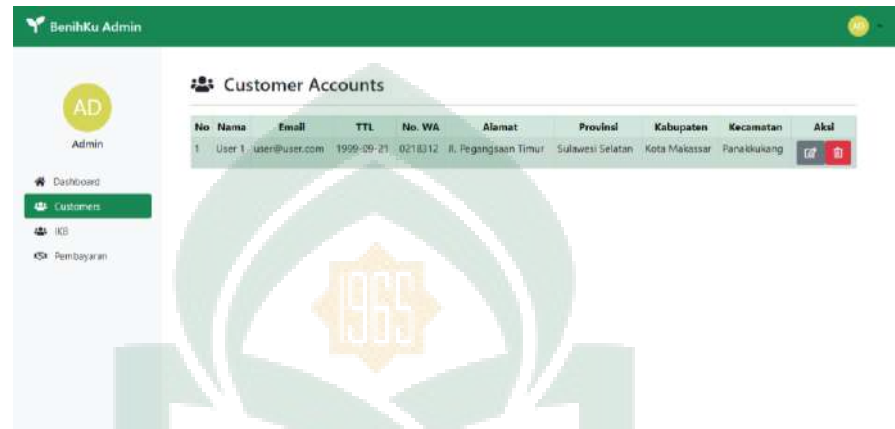 BenihKu Admin
AD
AD
Admin
Dashboard
Customers
IKB
Pembayaran
Customer Accounts
No Nama Email TTL No. WA Alamat Provinsi Kabupaten Kecamatan Aksi
1 User 1 user@user.com 1999-09-21 0218312 Jl. Pegangsaan Timur Sulawesi Selatan Kota Makassar Panakkukang
1965